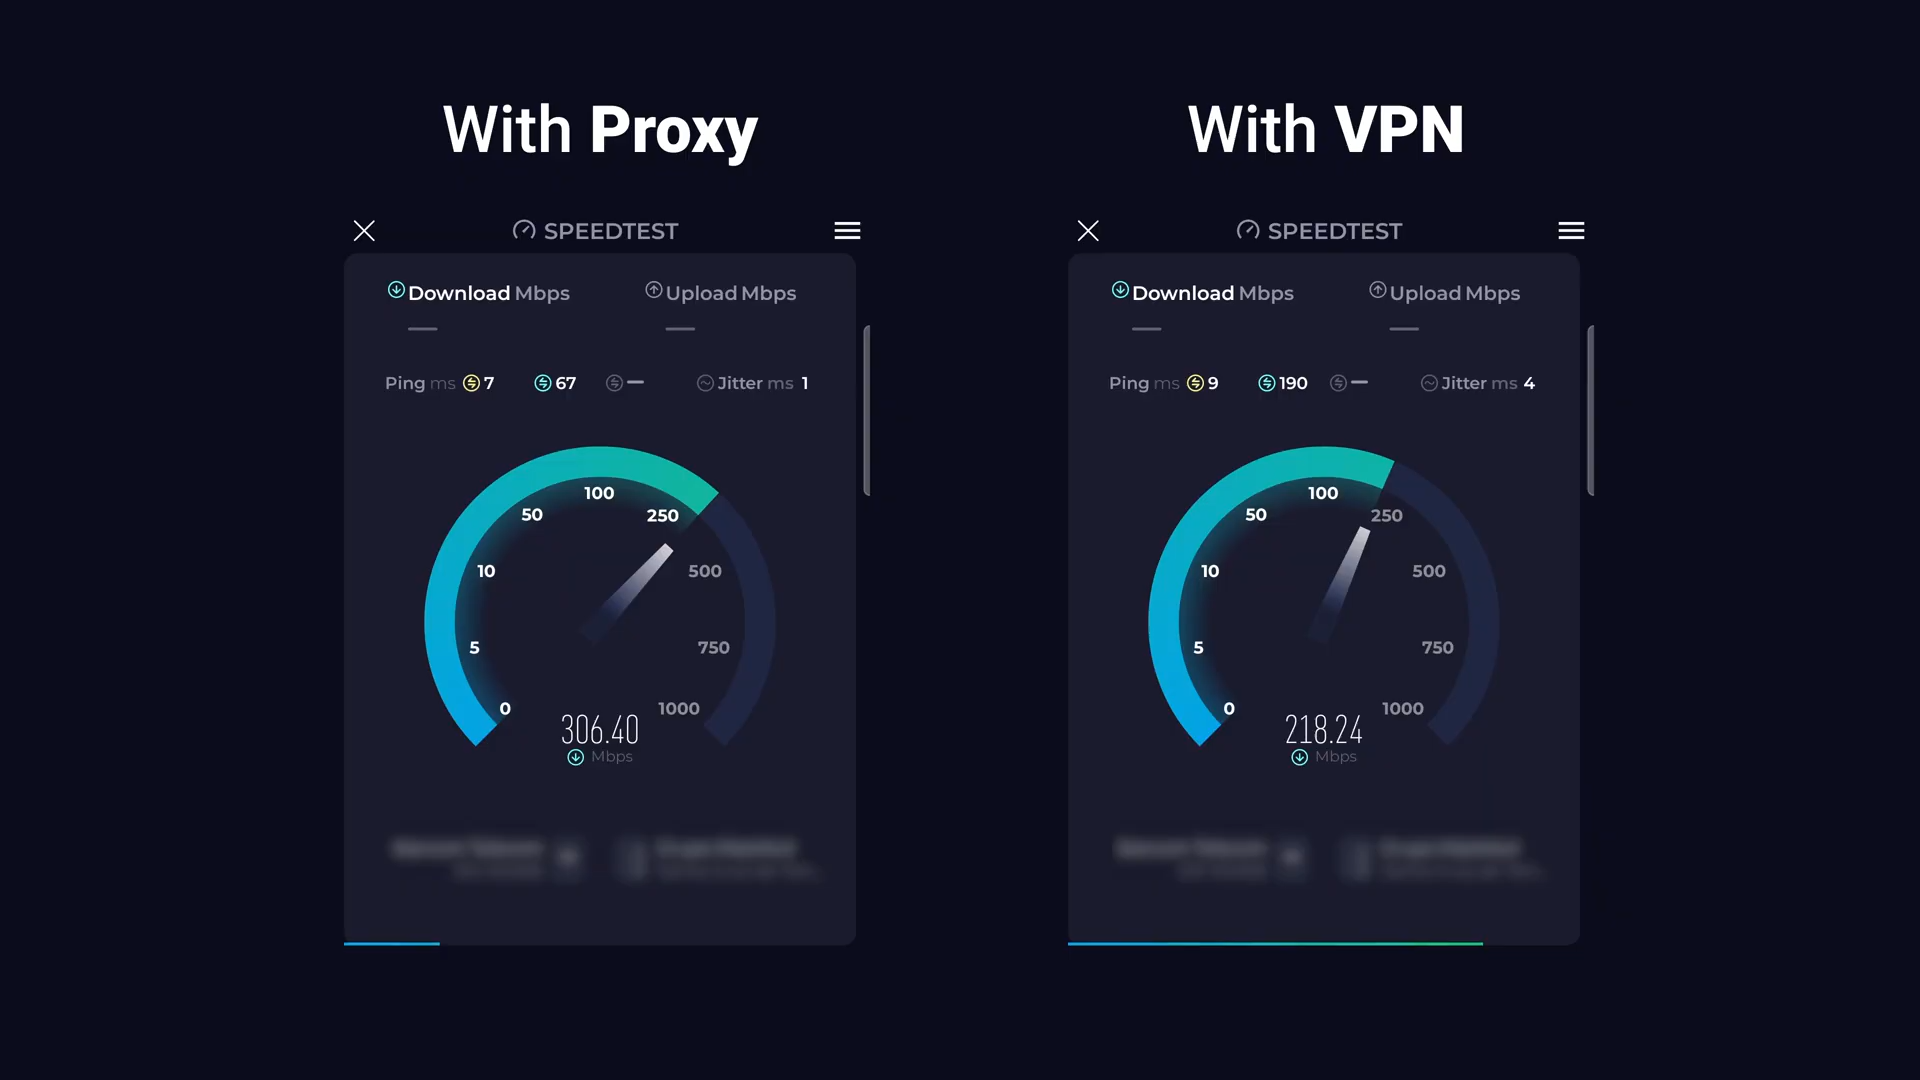 With Proxy
SPEEDTEST
Download Mbps
Upload Mbps
—
—
Ping ms 7 67 — Jitter ms 1
0
5
10
50
100
250
500
750
1000
306.40
Mbps
With VPN
SPEEDTEST
Download Mbps
Upload Mbps
—
—
Ping ms 9 190 — Jitter ms 4
0
5
10
50
100
250
500
750
1000
218.24
Mbps